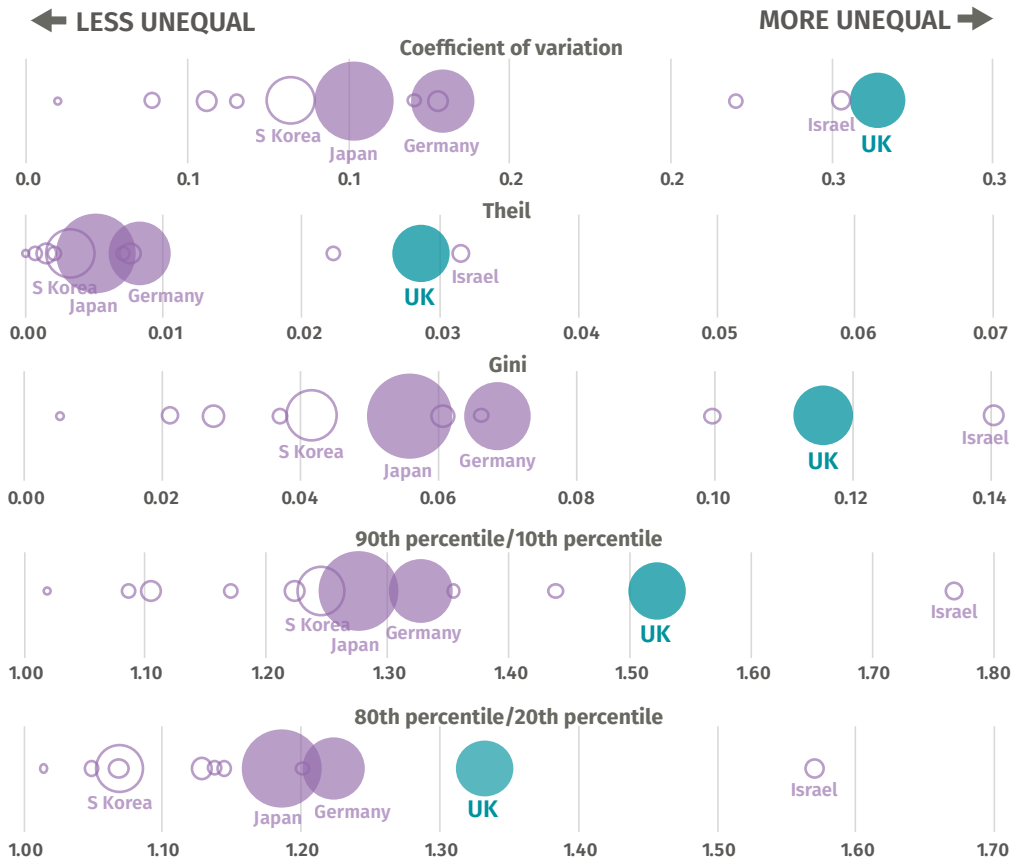 LESS UNEQUAL MORE UNEQUAL
Coefficient of variation
S Korea Japan Germany Israel UK
0.0 0.1 0.1 0.2 0.2 0.3 0.3
Theil
S Korea Japan Germany UK Israel
0.00 0.01 0.02 0.03 0.04 0.05 0.06 0.07
Gini
S Korea Japan Germany UK Israel
0.00 0.02 0.04 0.06 0.08 0.10 0.12 0.14
90th percentile/10th percentile
S Korea Japan Germany UK Israel
1.00 1.10 1.20 1.30 1.40 1.50 1.60 1.70 1.80
80th percentile/20th percentile
S Korea Japan Germany UK Israel
1.00 1.10 1.20 1.30 1.40 1.50 1.60 1.70